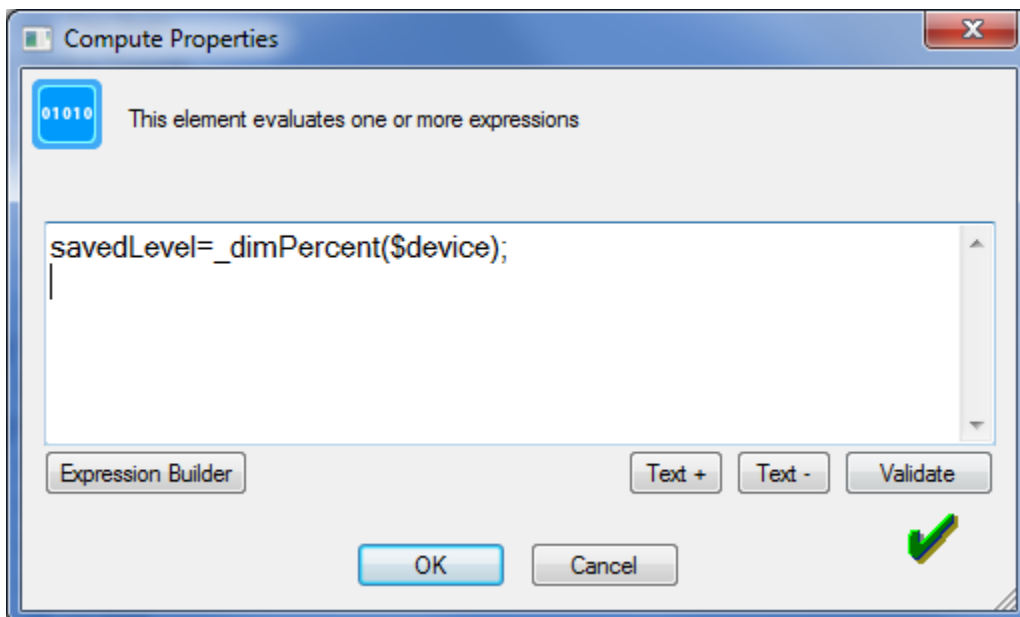 Compute Properties
01010
This element evaluates one or more expressions
savedLevel=_dimPercent($device);
Expression Builder
Text +
Text -
Validate
OK
Cancel